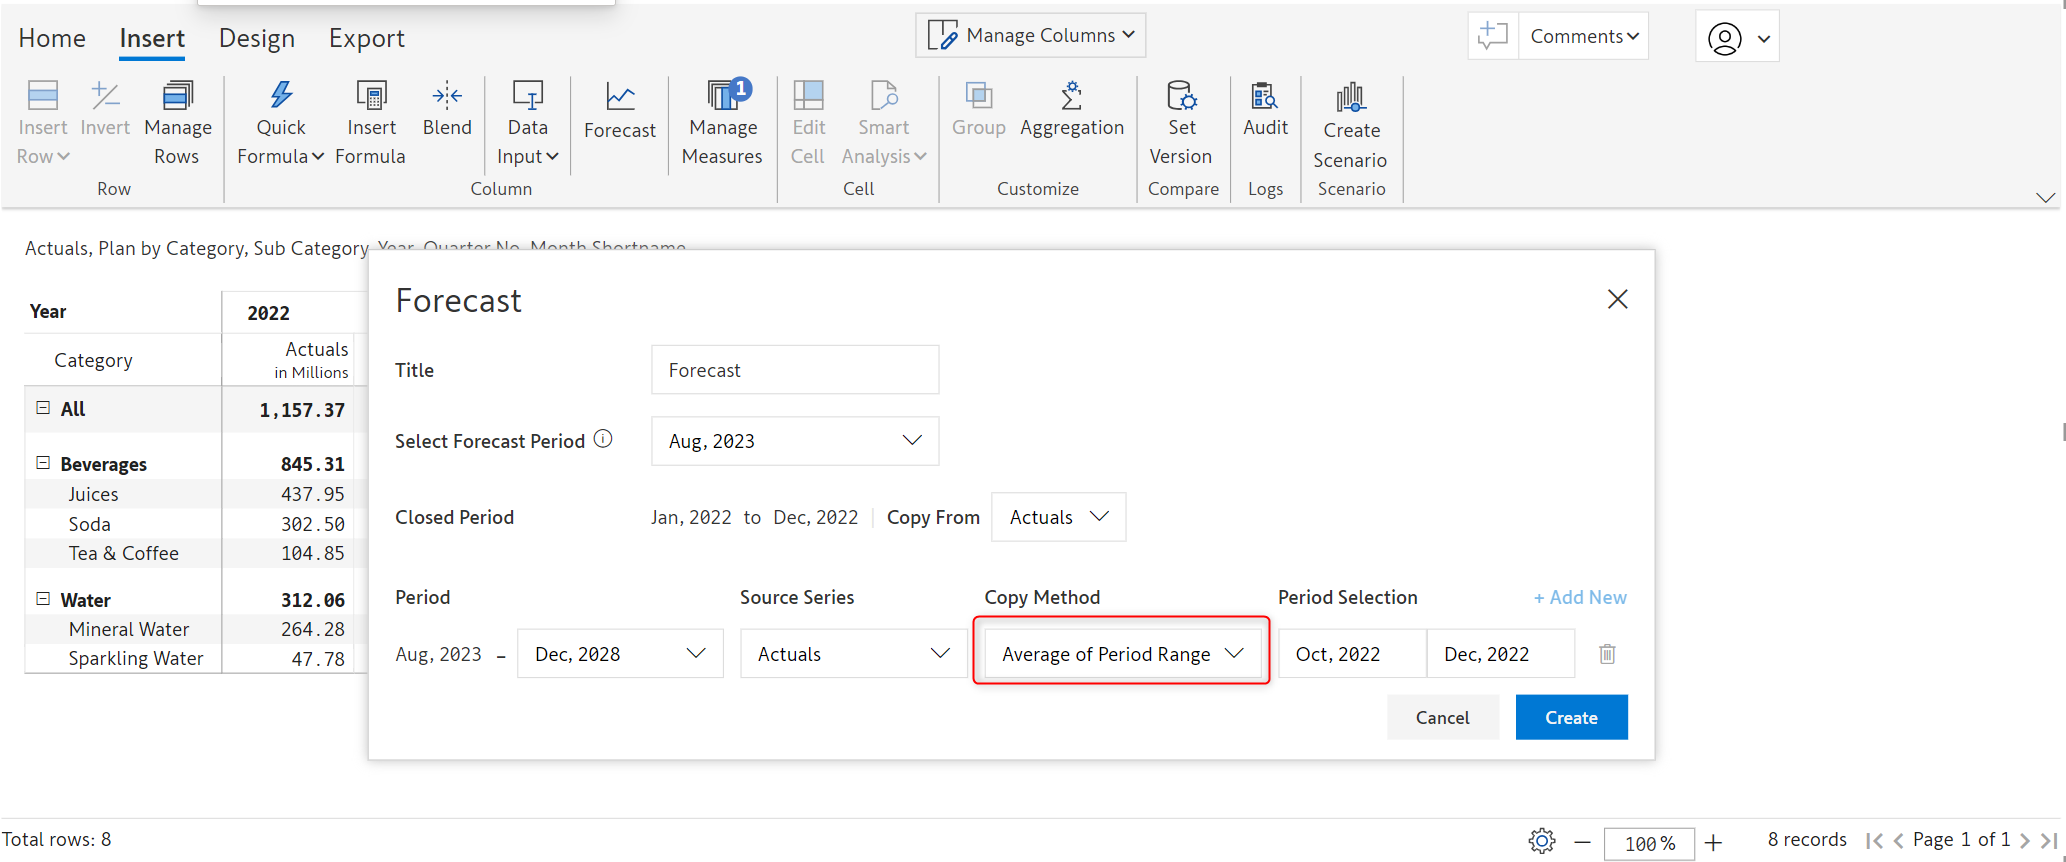 Home Insert Design Export Manage Columns Comments
Insert Row Invert Manage Rows Quick Formula Insert Formula Blend Data Input Forecast Manage Measures 1 Edit Cell Smart Analysis Group Aggregation Set Version Audit Create Scenario
Row Column Cell Customize Compare Logs Scenario
Actuals, Plan by Category, Sub Category, Year, Quarter No, Month Shortname
Year 2022
Category Actuals
in Millions
All 1,157.37
Beverages 845.31
Juices 437.95
Soda 302.50
Tea & Coffee 104.85
Water 312.06
Mineral Water 264.28
Sparkling Water 47.78
Forecast
Title Forecast
Select Forecast Period Aug, 2023
Closed Period Jan, 2022 to Dec, 2022 Copy From Actuals
Period Source Series Copy Method Period Selection + Add New
Aug, 2023 – Dec, 2028 Actuals Average of Period Range Oct, 2022 Dec, 2022
Cancel Create
Total rows: 8 100 % 8 records Page 1 of 1